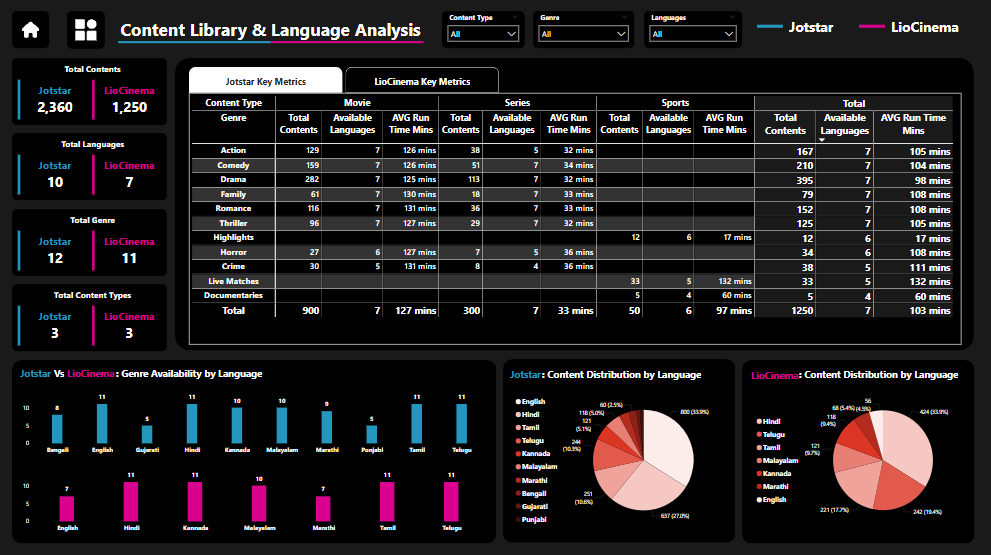 Content Library & Language Analysis
Content Type
All
Genre
All
Languages
All
Jotstar
LioCinema
Total Contents
Jotstar LioCinema
2,360 1,250
Total Languages
Jotstar LioCinema
10 7
Total Genre
Jotstar LioCinema
12 11
Total Content Types
Jotstar LioCinema
3 3
Jotstar Key Metrics LioCinema Key Metrics
Content Type Movie Series Sports Total
Genre Total Contents Available Languages AVG Run Time Mins Total Contents Available Languages AVG Run Time Mins Total Contents Available Languages AVG Run Time Mins Total Contents Available Languages AVG Run Time Mins
Action 129 7 126 mins 38 5 32 mins 167 7 105 mins
Comedy 159 7 126 mins 51 7 34 mins 210 7 104 mins
Drama 282 7 125 mins 113 7 32 mins 395 7 98 mins
Family 61 7 130 mins 18 7 33 mins 79 7 108 mins
Romance 116 7 131 mins 36 7 33 mins 152 7 108 mins
Thriller 96 7 127 mins 29 7 32 mins 125 7 105 mins
Highlights 12 6 17 mins 12 6 17 mins
Horror 27 6 127 mins 7 5 36 mins 34 6 108 mins
Crime 30 5 131 mins 8 4 36 mins 38 5 111 mins
Live Matches 33 5 132 mins 33 5 132 mins
Documentaries 5 4 60 mins 5 4 60 mins
Total 900 7 127 mins 300 7 33 mins 50 6 97 mins 1250 7 103 mins
Jotstar Vs LioCinema : Genre Availability by Language
10
5
0
8 11 5 11 10 10 9 5 11 11
Bengali English Gujarati Hindi Kannada Malayalam Marathi Punjabi Tamil Telugu
10
5
0
7 11 11 10 7 11 11
English Hindi Kannada Malayalam Marathi Tamil Telugu
Jotstar: Content Distribution by Language
English
Hindi
Tamil
Telugu
Kannada
Malayalam
Marathi
Bengali
Gujarati
Punjabi
800 (33.9%)
637 (27.0%)
251 (10.6%)
244 (10.3%)
121 (5.1%)
118 (5.0%)
60 (2.5%)
LioCinema: Content Distribution by Language
Hindi
Telugu
Tamil
Malayalam
Kannada
Marathi
English
424 (33.9%)
242 (19.4%)
221 (17.7%)
121 (9.7%)
118 (9.4%)
68 (5.4%)
56 (4.5%)